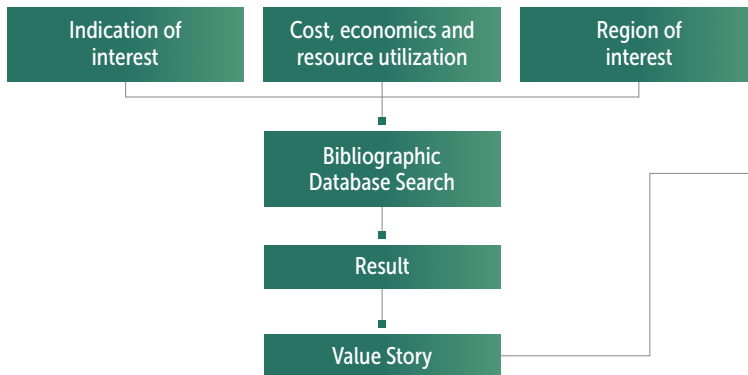 Indication of
interest
Cost, economics and
resource utilization
Region of
interest
Bibliographic
Database Search
Result
Value Story